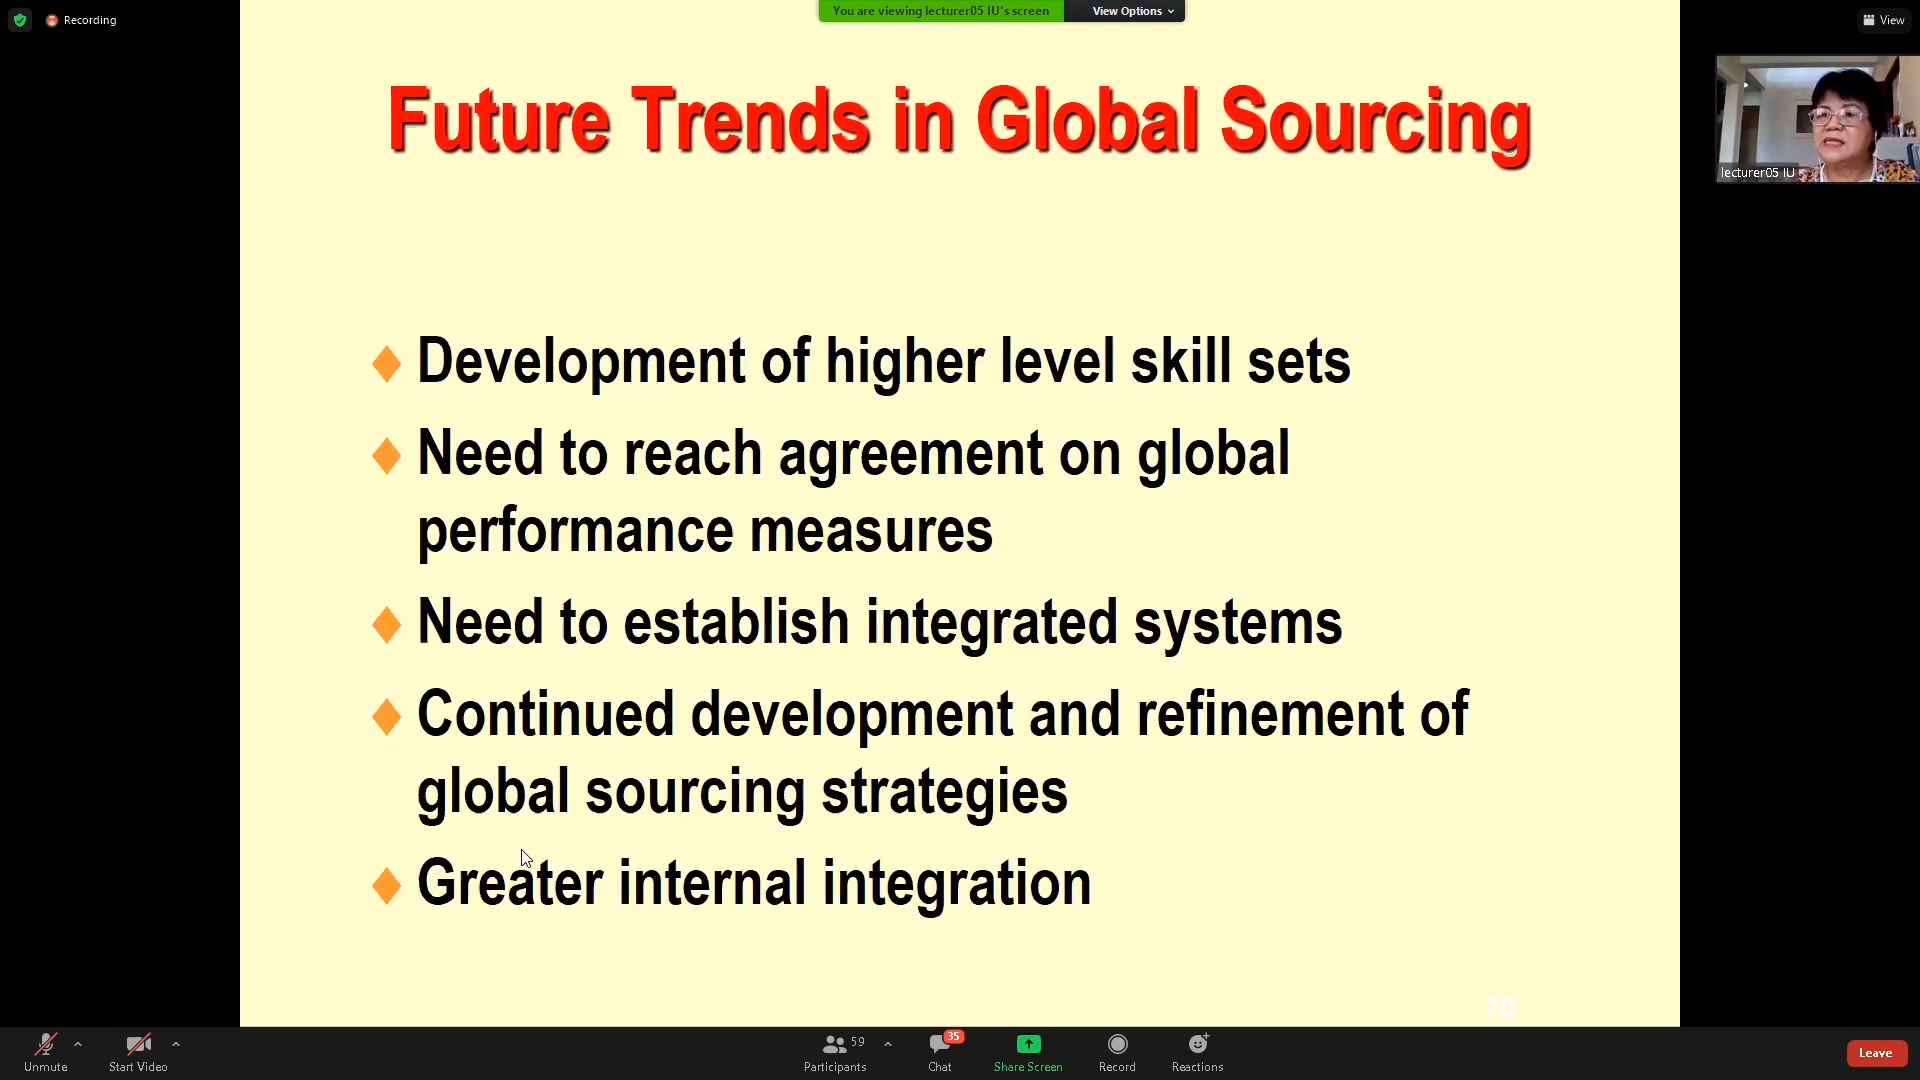 Recording
You are viewing lecturer05 IU's screen
View Options
View
Future Trends in Global Sourcing
lecturer05 IU
Development of higher level skill sets
Need to reach agreement on global
performance measures
Need to establish integrated systems
Continued development and refinement of
global sourcing strategies
Greater internal integration
70
Unmute
Start Video
59
Participants
35
Chat
Share Screen
Record
Reactions
Leave